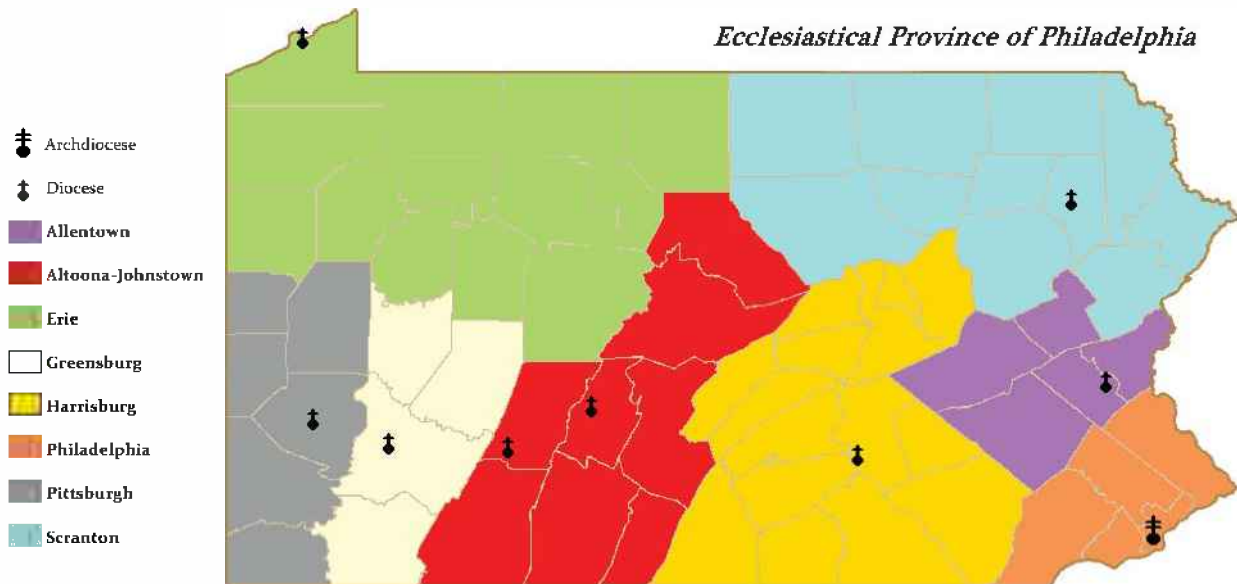 Ecclesiastical Province of Philadelphia
Archdiocese
Diocese
Allentown
Altoona-Johnstown
Erie
Greensburg
Harrisburg
Philadelphia
Pittsburgh
Scranton